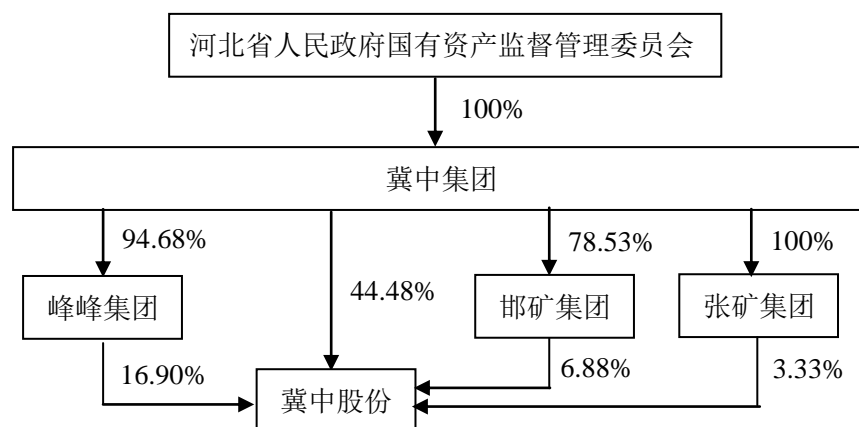 河北省人民政府国有资产监督管理委员会
100%
冀中集团
94.68%
78.53%
100%
峰峰集团
44.48%
邯矿集团
张矿集团
16.90%
6.88%
3.33%
冀中股份